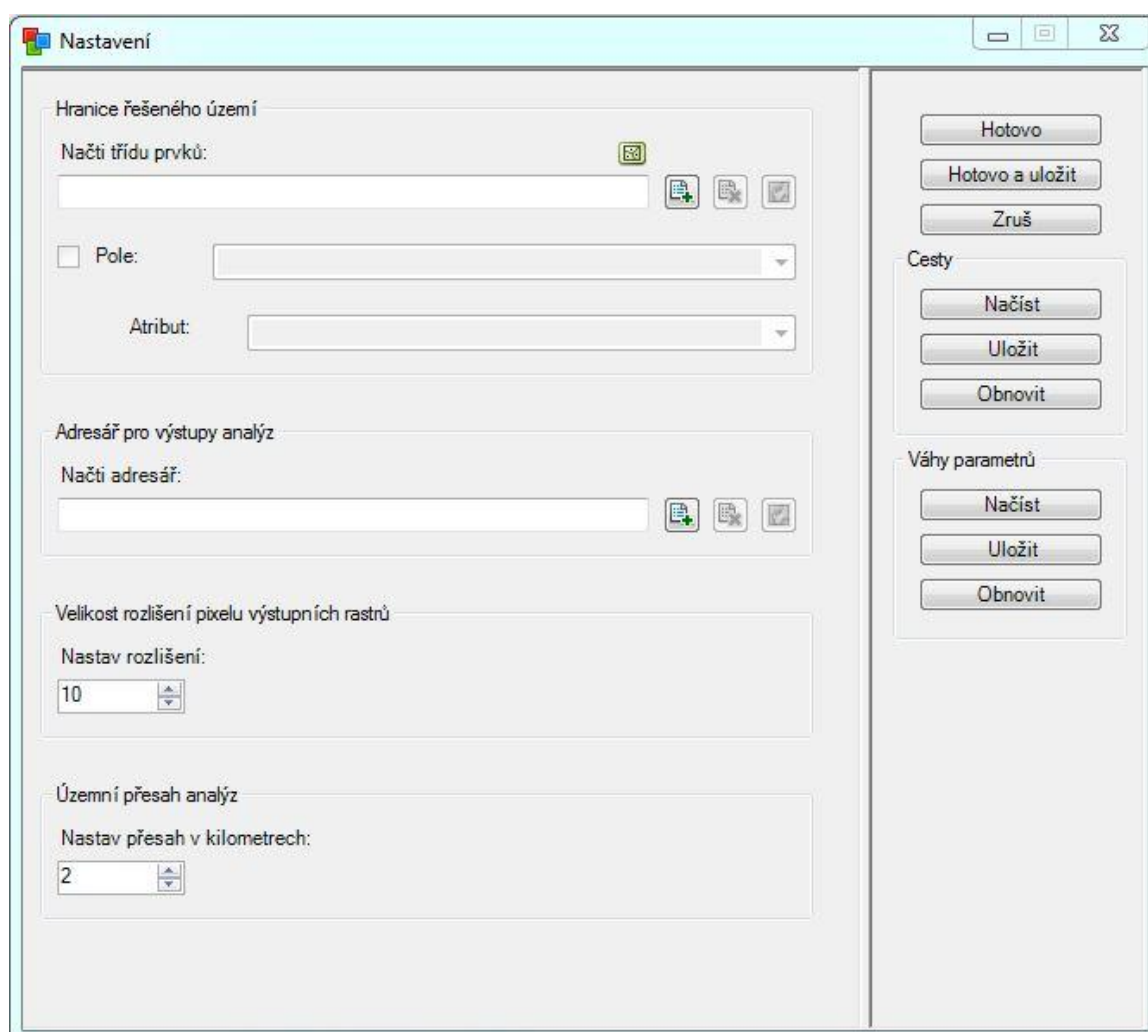 Nastavení
Hranice řešeného území
Načti třídu prvků:
Pole:
Atribut:
Adresář pro výstupy analýz
Načti adresář:
Velikost rozlišení pixelu výstupních rastrů
Nastav rozlišení:
10
Územní přesah analýz
Nastav přesah v kilometrech:
2
Hotovo
Hotovo a uložit
Zruš
Cesty
Načíst
Uložit
Obnovit
Váhy parametrů
Načíst
Uložit
Obnovit